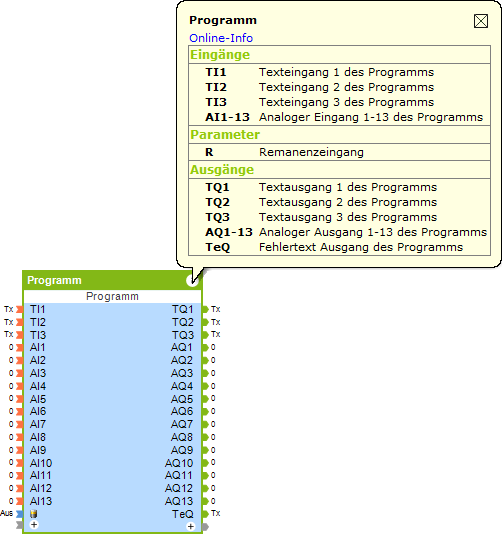 Programm
Online-Info
Eingänge
TI1 Texteingang 1 des Programms
TI2 Texteingang 2 des Programms
TI3 Texteingang 3 des Programms
AI1-13 Analoger Eingang 1-13 des Programms
Parameter
R Remanenzeingang
Ausgänge
TQ1 Textausgang 1 des Programms
TQ2 Textausgang 2 des Programms
TQ3 Textausgang 3 des Programms
AQ1-13 Analoger Ausgang 1-13 des Programms
TeQ Fehlertext Ausgang des Programms
Programm
Programm
Tx TI1 TQ1 Tx
Tx TI2 TQ2 Tx
Tx TI3 TQ3 Tx
0 AI1 AQ1 0
0 AI2 AQ2 0
0 AI3 AQ3 0
0 AI4 AQ4 0
0 AI5 AQ5 0
0 AI6 AQ6 0
0 AI7 AQ7 0
0 AI8 AQ8 0
0 AI9 AQ9 0
0 AI10 AQ10 0
0 AI11 AQ11 0
0 AI12 AQ12 0
0 AI13 AQ13 0
Aus TeQ Tx
+ +